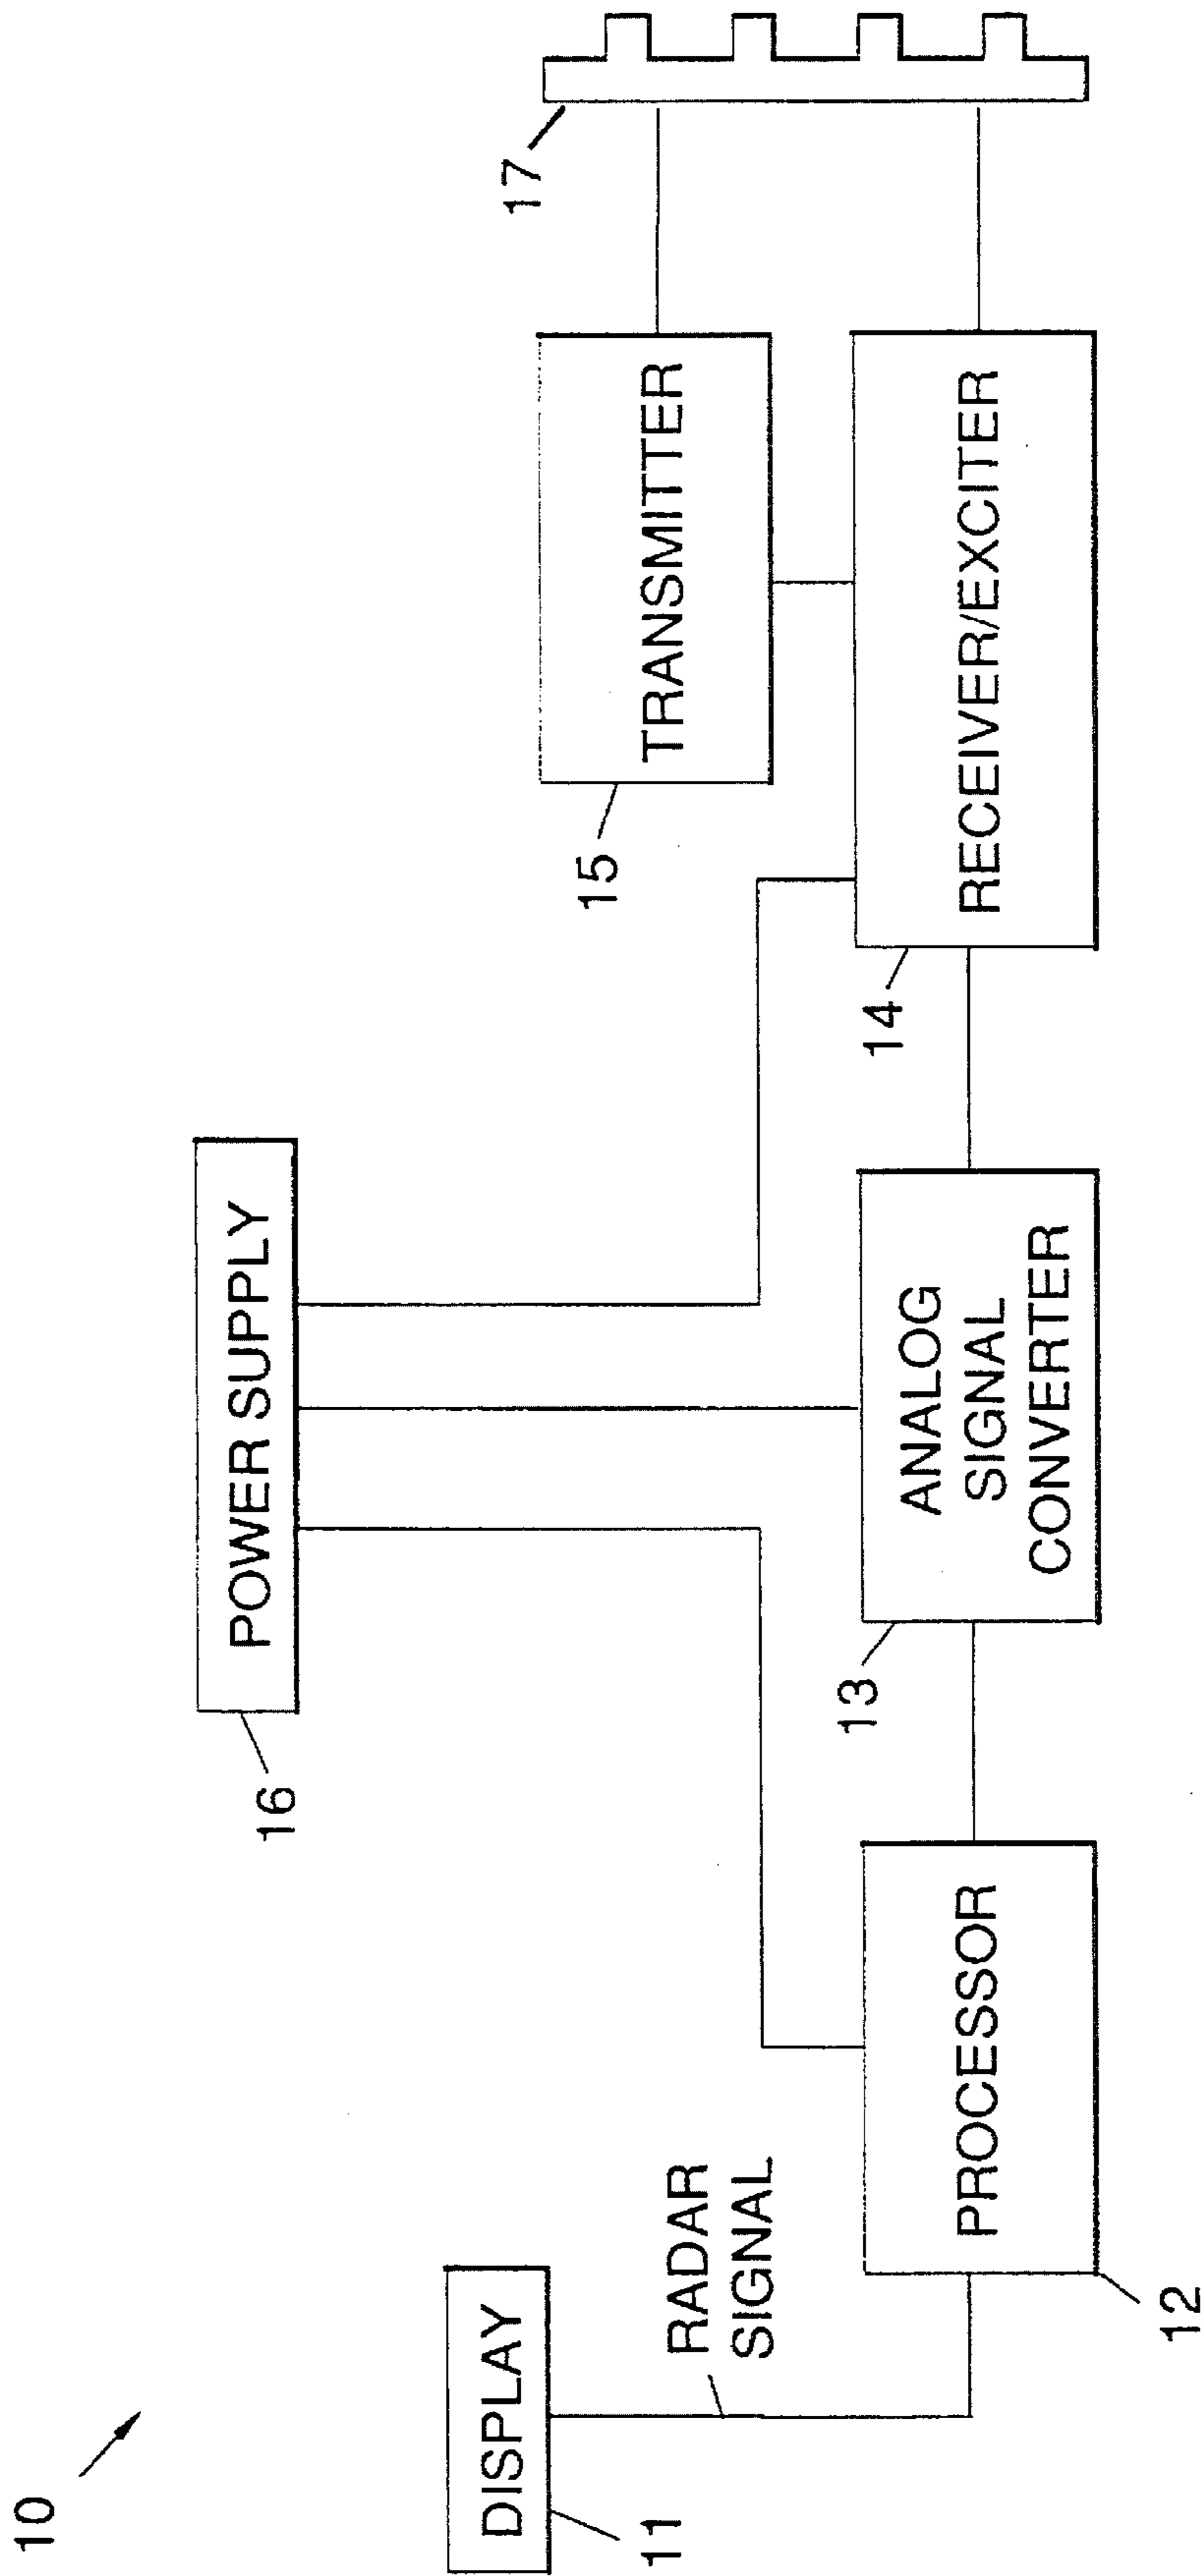 10
POWER SUPPLY
16
DISPLAY
11
RADAR
SIGNAL
TRANSMITTER
15
17
PROCESSOR
12
ANALOG
SIGNAL
CONVERTER
13
RECEIVER/EXCITER
14